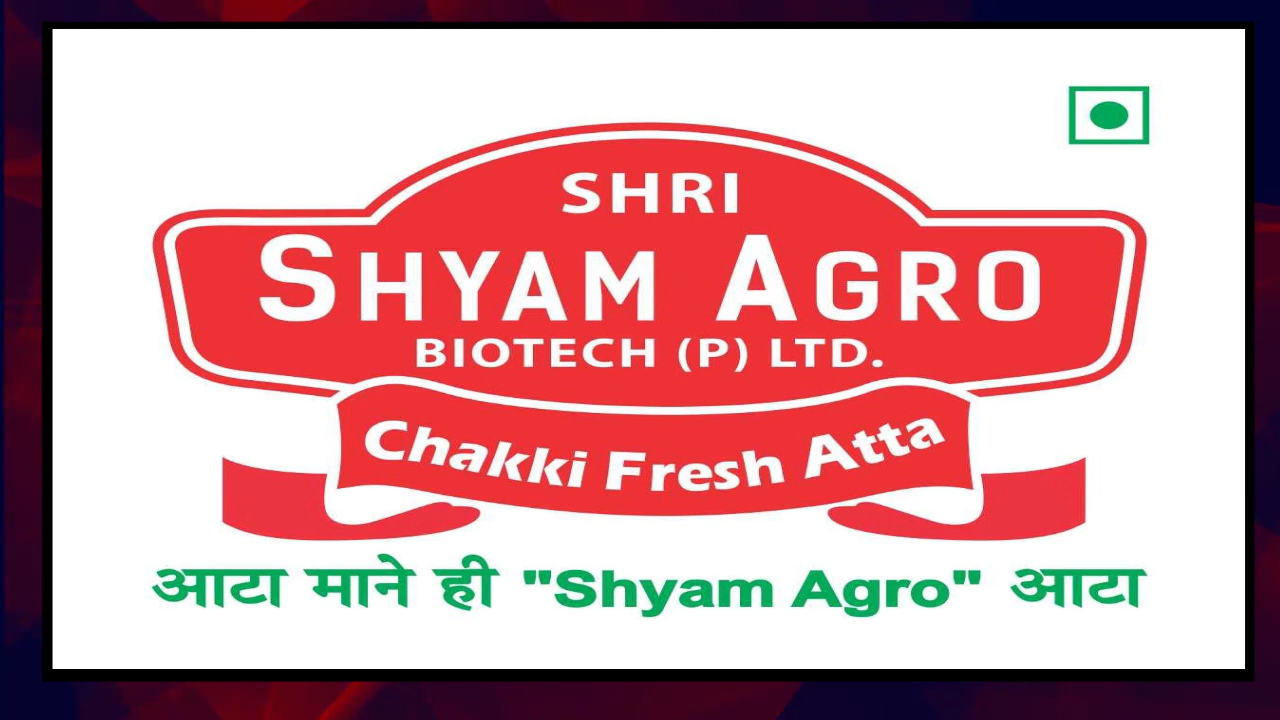 SHRI
SHYAM AGRO
BIOTECH (P) LTD.
Chakki Fresh Atta
आटा माने ही "Shyam Agro" आटा